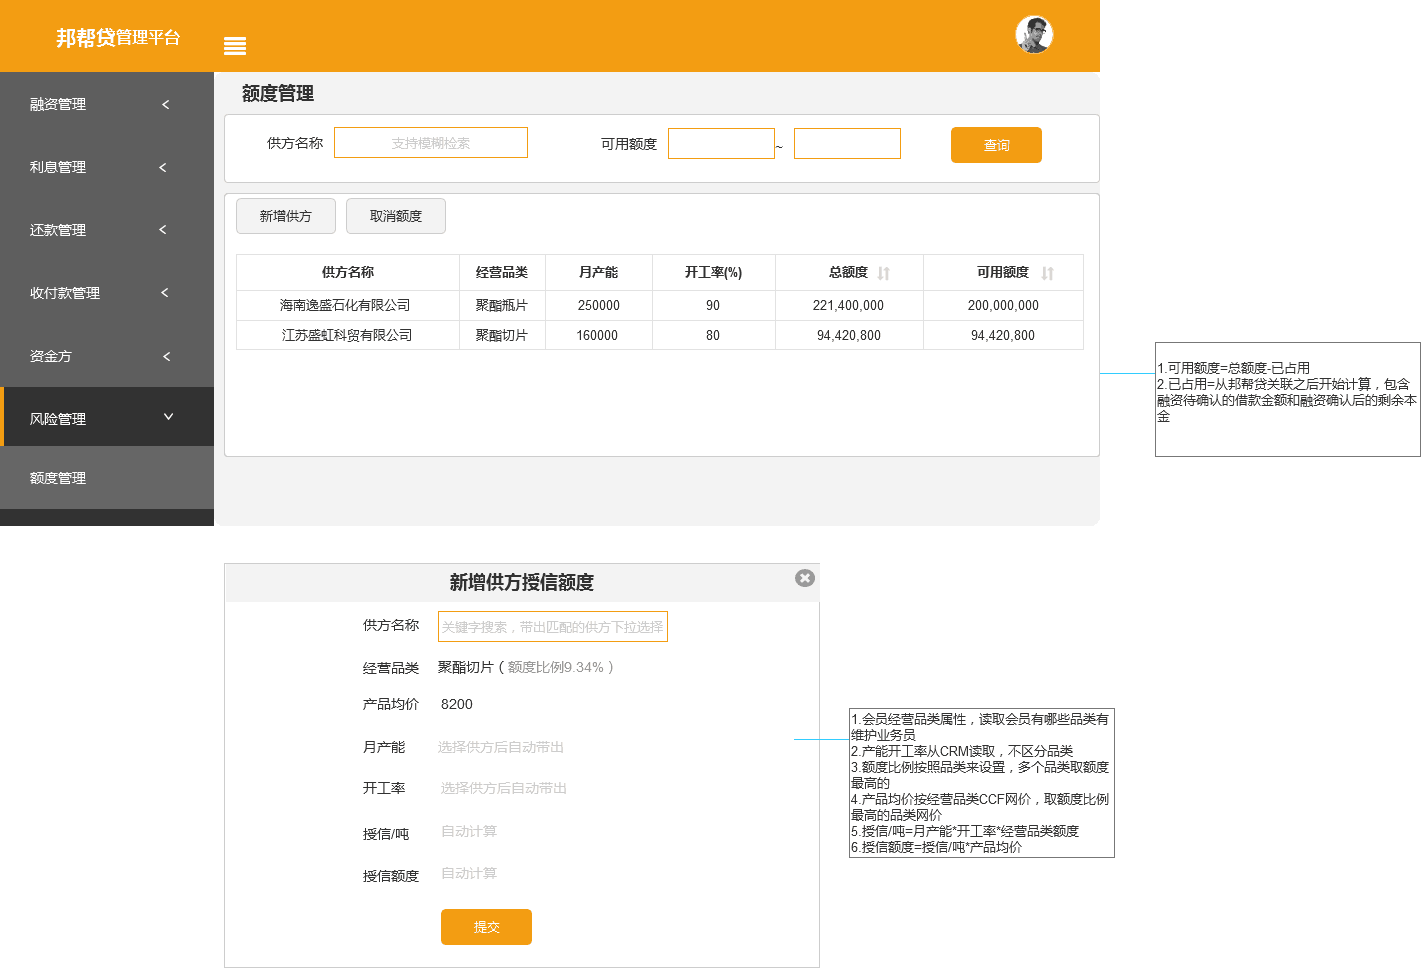 邦帮贷管理平台
融资管理
利息管理
还款管理
收付款管理
资金方
风险管理
额度管理
额度管理
供方名称 支持模糊检索 可用额度 ~ 查询
新增供方 取消额度
供方名称 经营品类 月产能 开工率(%) 总额度 可用额度
海南逸盛石化有限公司 聚酯瓶片 250000 90 221,400,000 200,000,000
江苏盛虹科贸有限公司 聚酯切片 160000 80 94,420,800 94,420,800
1.可用额度=总额度-已占用
2.已占用=从邦帮贷关联之后开始计算，包含
融资待确认的借款金额和融资确认后的剩余本
金
新增供方授信额度
供方名称 关键字搜索，带出匹配的供方下拉选择
经营品类 聚酯切片（额度比例9.34%）
产品均价 8200
月产能 选择供方后自动带出
开工率 选择供方后自动带出
授信/吨 自动计算
授信额度 自动计算
提交
1.会员经营品类属性，读取会员有哪些品类有
维护业务员
2.产能开工率从CRM读取，不区分品类
3.额度比例按照品类来设置，多个品类取额度
最高的
4.产品均价按经营品类CCF网价，取额度比例
最高的品类网价
5.授信/吨=月产能*开工率*经营品类额度
6.授信额度=授信/吨*产品均价